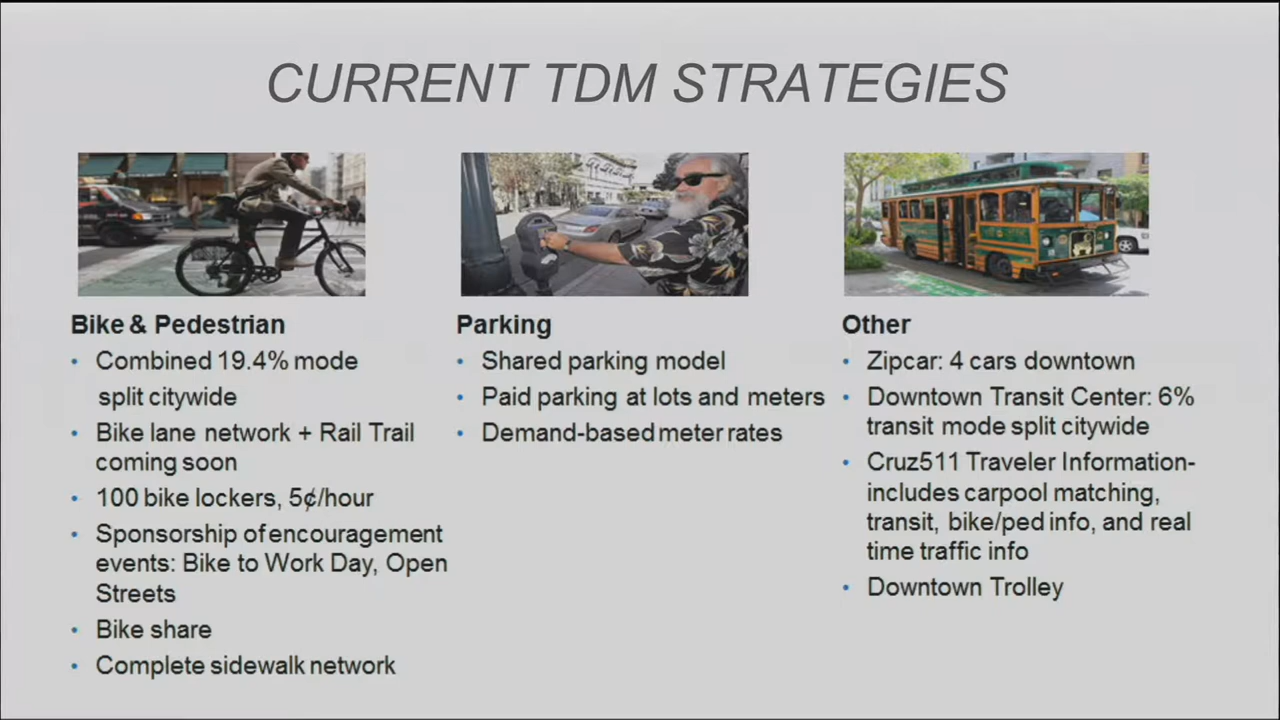 CURRENT TDM STRATEGIES
Bike & Pedestrian
• Combined 19.4% mode
split citywide
• Bike lane network + Rail Trail
coming soon
• 100 bike lockers, 5¢/hour
• Sponsorship of encouragement
events: Bike to Work Day, Open
Streets
• Bike share
• Complete sidewalk network
Parking
• Shared parking model
• Paid parking at lots and meters
• Demand-based meter rates
Other
• Zipcar: 4 cars downtown
• Downtown Transit Center: 6%
transit mode split citywide
• Cruz511 Traveler Information-
includes carpool matching,
transit, bike/ped info, and real
time traffic info
• Downtown Trolley